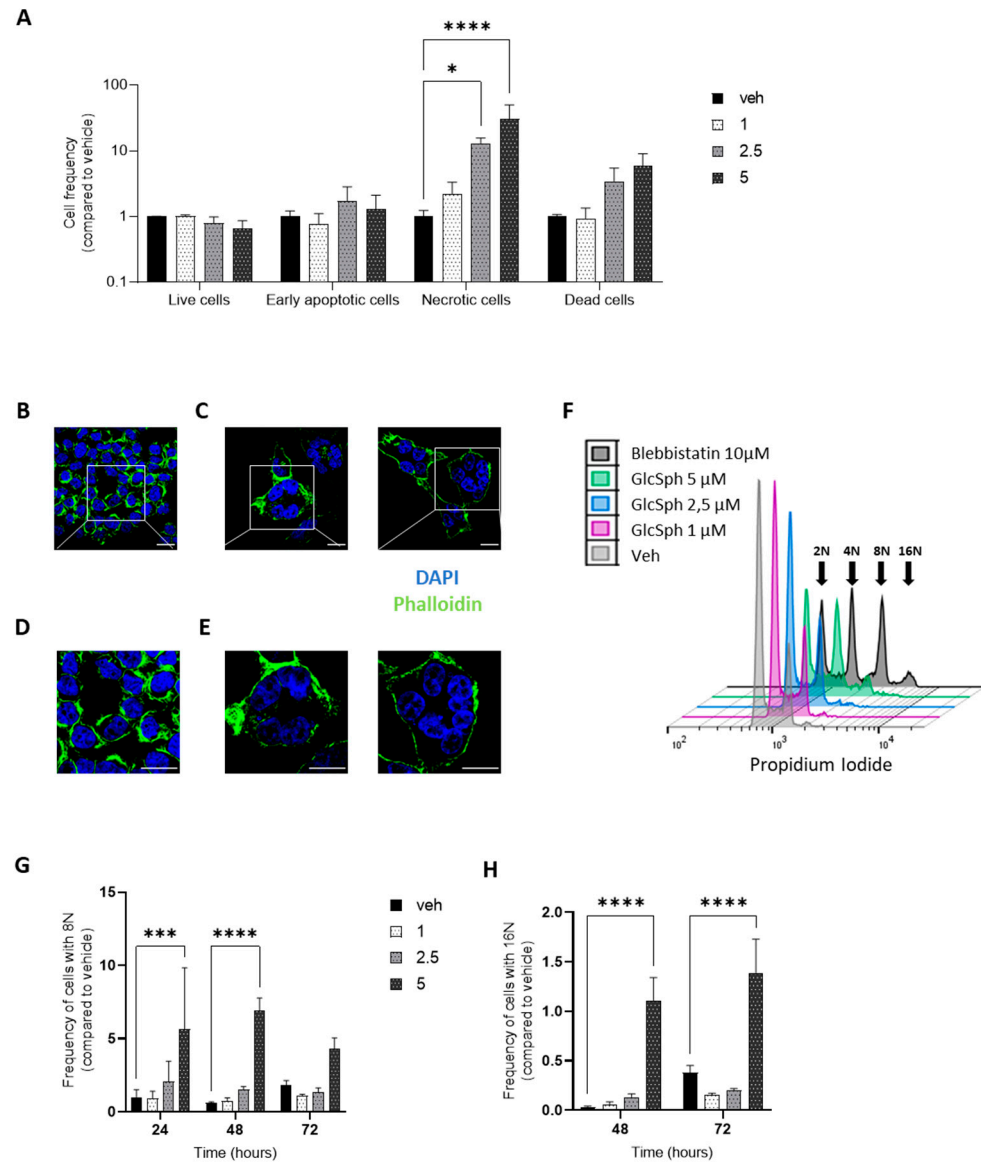 A
****
*
Cell frequency
(compared to vehicle)
100
10
1
0.1
Live cells
Early apoptotic cells
Necrotic cells
Dead cells
veh
1
2.5
5
B
C
DAPI
Phalloidin
D
E
F
Blebbistatin 10µM
GlcSph 5 µM
GlcSph 2,5 µM
GlcSph 1 µM
Veh
2N
4N
8N
16N
10²
10³
10⁴
Propidium Iodide
G
Frequency of cells with 8N
(compared to vehicle)
15
10
5
0
***
****
24
48
72
Time (hours)
veh
1
2.5
5
H
Frequency of cells with 16N
(compared to vehicle)
2.0
1.5
1.0
0.5
0.0
****
****
48
72
Time (hours)